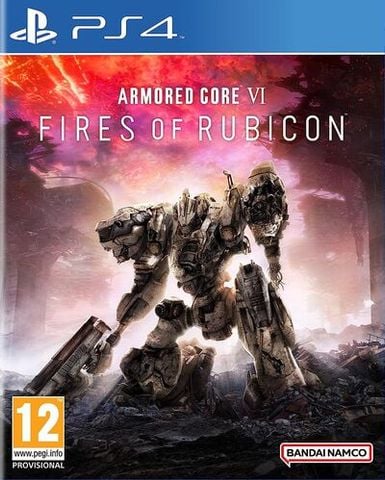 PS4
ARMORED CORE VI
FIRES OF RUBICON
12
www.pegi.info
PROVISIONAL
BANDAI NAMCO